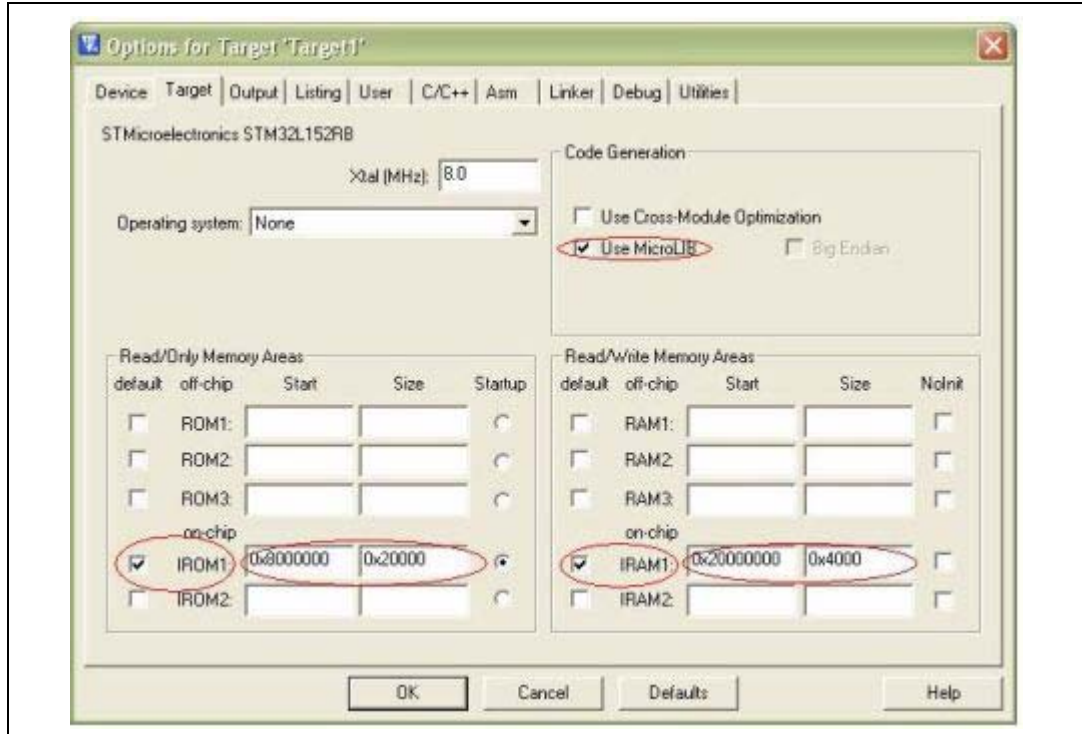 Options for Target 'Target1'
Device Target Output Listing User C/C++ Asm Linker Debug Utilities
STMicroelectronics STM32L152RB
Xtal (MHz): 8.0
Operating system: None
Code Generation
Use Cross-Module Optimization
Use MicroLIB Big Endian
Read/Only Memory Areas
default off-chip Start Size Startup
ROM1:
ROM2:
ROM3:
on-chip
IROM1: 0x8000000 0x20000
IROM2:
Read/Write Memory Areas
default off-chip Start Size NoInit
RAM1:
RAM2:
RAM3:
on-chip
IRAM1: 0x20000000 0x4000
IRAM2:
OK Cancel Defaults Help